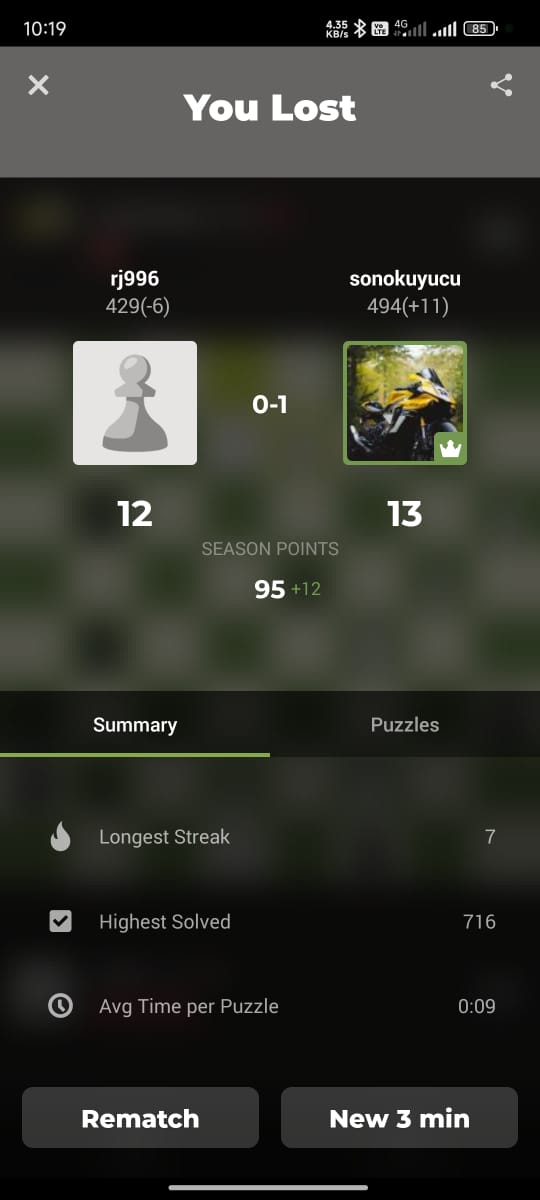 10:19
4.35 KB/s Vo LTE 4G 85
You Lost
rj996 sonokuyucu
429(-6) 494(+11)
0-1
12 13
SEASON POINTS
95 +12
Summary Puzzles
Longest Streak 7
Highest Solved 716
Avg Time per Puzzle 0:09
Rematch New 3 min